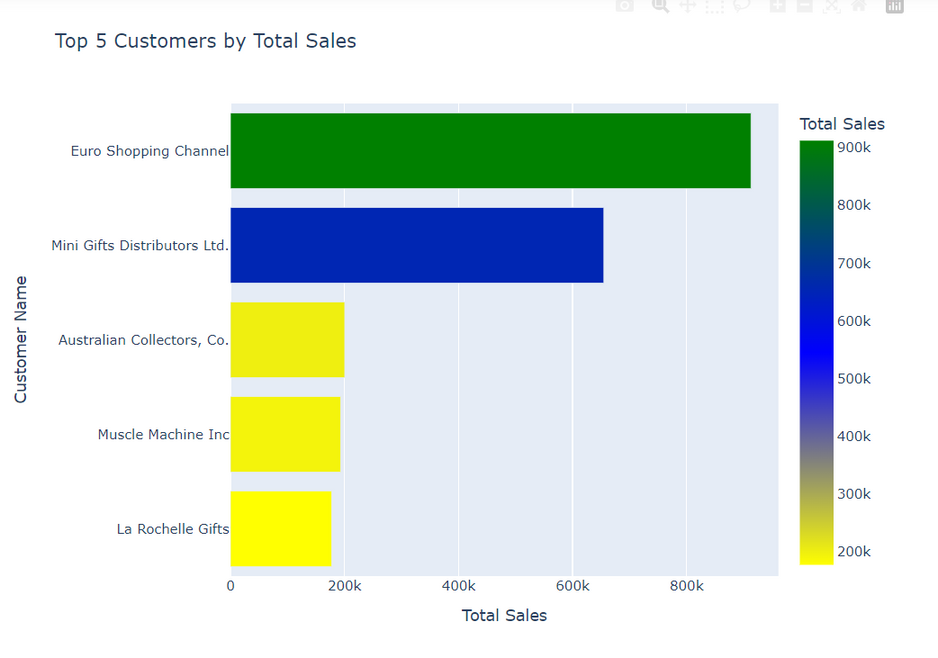 Top 5 Customers by Total Sales
Total Sales
Euro Shopping Channel
Mini Gifts Distributors Ltd.
Australian Collectors, Co.
Muscle Machine Inc
La Rochelle Gifts
Customer Name
0 200k 400k 600k 800k
Total Sales
900k
800k
700k
600k
500k
400k
300k
200k